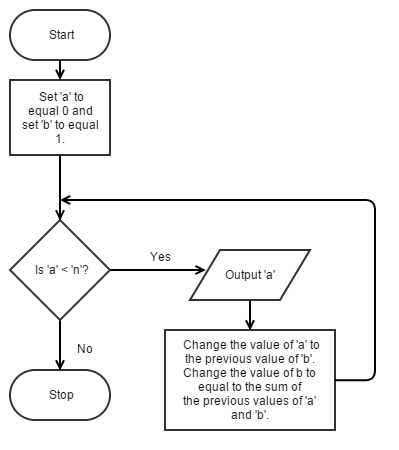 Start
Set 'a' to
equal 0 and
set 'b' to equal
1.
Is 'a' < 'n'?
Yes
Output 'a'
No
Change the value of 'a' to
the previous value of 'b'.
Change the value of b to
equal to the sum of
the previous values of 'a'
and 'b'.
Stop